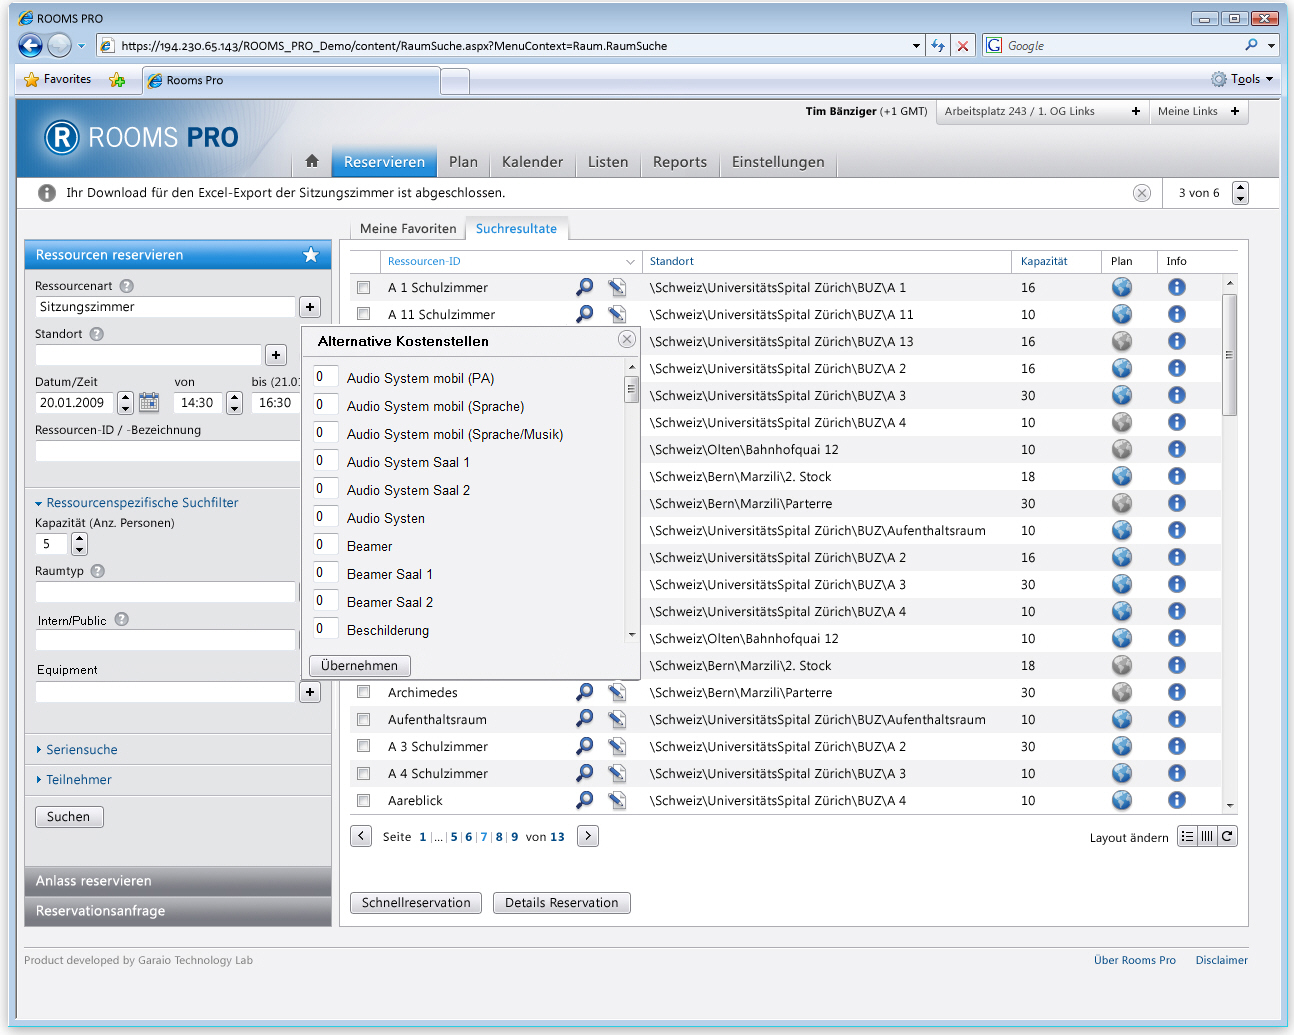 ROOMS PRO
https://194.230.65.143/ROOMS_PRO_Demo/content/RaumSuche.aspx?MenuContext=Raum.RaumSuche
Google
Favorites
Rooms Pro
Tools
Tim Bänziger (+1 GMT)
Arbeitsplatz 243 / 1. OG Links +
Meine Links +
R ROOMS PRO
Reservieren Plan Kalender Listen Reports Einstellungen
Ihr Download für den Excel-Export der Sitzungszimmer ist abgeschlossen.
3 von 6
Meine Favoriten Suchresultate
Ressourcen reservieren
Ressourcenart ?
Sitzungszimmer +
Standort ?
+
Datum/Zeit von bis (21.01
20.01.2009 14:30 16:30
Ressourcen-ID / -Bezeichnung
Ressourcenspezifische Suchfilter
Kapazität (Anz. Personen)
5
Raumtyp ?
Intern/Public ?
Equipment
+
Seriensuche
Teilnehmer
Suchen
Anlass reservieren
Reservationsanfrage
Alternative Kostenstellen
0 Audio System mobil (PA)
0 Audio System mobil (Sprache)
0 Audio System mobil (Sprache/Musik)
0 Audio System Saal 1
0 Audio System Saal 2
0 Audio Systen
0 Beamer
0 Beamer Saal 1
0 Beamer Saal 2
0 Beschilderung
Übernehmen
Ressourcen-ID Standort Kapazität Plan Info
A 1 Schulzimmer \Schweiz\UniversitätsSpital Zürich\BUZ\A 1 16
A 11 Schulzimmer \Schweiz\UniversitätsSpital Zürich\BUZ\A 11 10
\Schweiz\UniversitätsSpital Zürich\BUZ\A 13 16
\Schweiz\UniversitätsSpital Zürich\BUZ\A 2 16
\Schweiz\UniversitätsSpital Zürich\BUZ\A 3 30
\Schweiz\UniversitätsSpital Zürich\BUZ\A 4 10
\Schweiz\Olten\Bahnhofquai 12 10
\Schweiz\Bern\Marzili\2. Stock 18
\Schweiz\Bern\Marzili\Parterre 30
\Schweiz\UniversitätsSpital Zürich\BUZ\Aufenthaltsraum 10
\Schweiz\UniversitätsSpital Zürich\BUZ\A 2 16
\Schweiz\UniversitätsSpital Zürich\BUZ\A 3 30
\Schweiz\UniversitätsSpital Zürich\BUZ\A 4 10
\Schweiz\Olten\Bahnhofquai 12 10
\Schweiz\Bern\Marzili\2. Stock 18
Archimedes \Schweiz\Bern\Marzili\Parterre 30
Aufenthaltsraum \Schweiz\UniversitätsSpital Zürich\BUZ\Aufenthaltsraum 10
A 3 Schulzimmer \Schweiz\UniversitätsSpital Zürich\BUZ\A 2 30
A 4 Schulzimmer \Schweiz\UniversitätsSpital Zürich\BUZ\A 3 10
Aareblick \Schweiz\UniversitätsSpital Zürich\BUZ\A 4 10
< Seite 1 |...| 5 | 6 | 7 | 8 | 9 von 13 >
Layout ändern
Schnellreservation Details Reservation
Product developed by Garaio Technology Lab
Über Rooms Pro Disclaimer